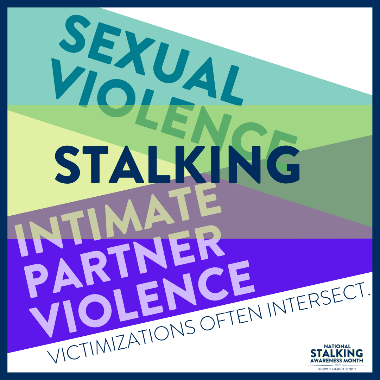 SEXUAL
VIOLENCE
STALKING
INTIMATE
PARTNER
VIOLENCE
VICTIMIZATIONS OFTEN INTERSECT.
NATIONAL
STALKING
AWARENESS MONTH